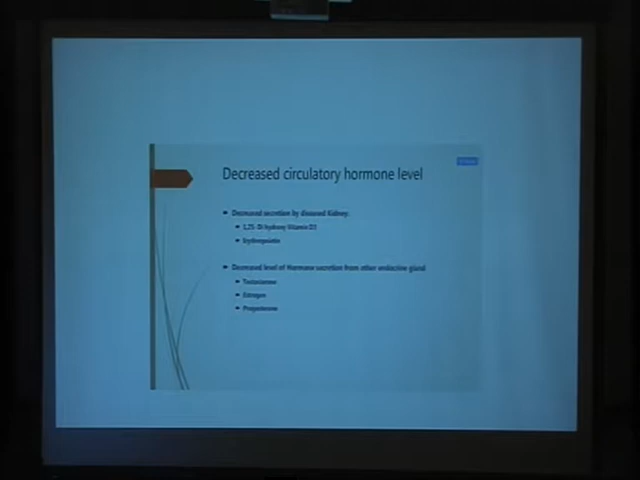 Decreased circulatory hormone level
Decreased secretion by diseased Kidney:
1,25- Di hydroxy Vitamin D3
Erythropoietin
Decreased level of Hormone secretion from other endocrine gland
Testosterone
Estrogen
Progesterone